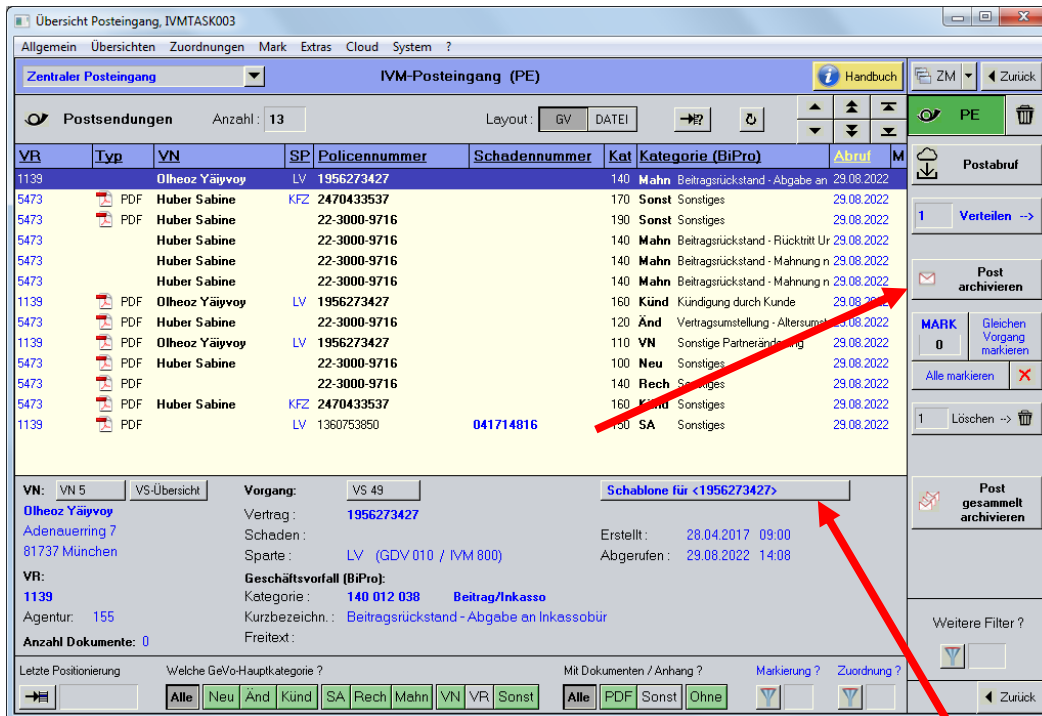 Übersicht Posteingang, IVMTASK003
Allgemein Übersichten Zuordnungen Mark Extras Cloud System ?
Zentraler Posteingang IVM-Posteingang (PE) Handbuch ZM Zurück
Postsendungen Anzahl: 13 Layout: GV DATEI PE
VR Typ VN SP Policennummer Schadennummer Kat Kategorie (BiPro) Abruf M
1139 Olheoz Yäiyvoy LV 1956273427 140 Mahn Beitragsrückstand - Abgabe an 29.08.2022
5473 PDF Huber Sabine KFZ 2470433537 170 Sonst Sonstiges 29.08.2022
5473 PDF Huber Sabine 22-3000-9716 190 Sonst Sonstiges 29.08.2022
5473 Huber Sabine 22-3000-9716 140 Mahn Beitragsrückstand - Rücktritt Ur 29.08.2022
5473 Huber Sabine 22-3000-9716 140 Mahn Beitragsrückstand - Mahnung n 29.08.2022
5473 Huber Sabine 22-3000-9716 140 Mahn Beitragsrückstand - Mahnung n 29.08.2022
1139 PDF Olheoz Yäiyvoy LV 1956273427 160 Künd Kündigung durch Kunde 29.08.2022
5473 PDF Huber Sabine 22-3000-9716 120 Änd Vertragsumstellung - Altersumst 29.08.2022
1139 PDF Olheoz Yäiyvoy LV 1956273427 110 VN Sonstige Partneränderung 29.08.2022
5473 PDF Huber Sabine 22-3000-9716 100 Neu Sonstiges 29.08.2022
5473 PDF 22-3000-9716 140 Rech Sonstiges 29.08.2022
5473 PDF Huber Sabine KFZ 2470433537 160 Künd Sonstiges 29.08.2022
1139 PDF LV 1360753850 041714816 150 SA Sonstiges 29.08.2022
Postabruf
1 Verteilen -->
Post
archivieren
MARK
0
Gleichen
Vorgang
markieren
Alle markieren
1 Löschen -->
Post
gesammelt
archivieren
VN: VN 5 VS-Übersicht Vorgang: VS 49 Schablone für <1956273427>
Olheoz Yäiyvoy Vertrag: 1956273427
Adenauerring 7 Schaden: Erstellt: 28.04.2017 09:00
81737 München Sparte: LV (GDV 010 / IVM 800) Abgerufen: 29.08.2022 14:08
VR: Geschäftsvorfall (BiPro):
1139 Kategorie: 140 012 038 Beitrag/Inkasso
Agentur: 155 Kurzbezeichn.: Beitragsrückstand - Abgabe an Inkassobür
Anzahl Dokumente: 0 Freitext:
Weitere Filter ?
Letzte Positionierung Welche GeVo-Hauptkategorie ? Mit Dokumenten / Anhang ? Markierung ? Zuordnung ?
Alle Neu Änd Künd SA Rech Mahn VN VR Sonst Alle PDF Sonst Ohne Zurück